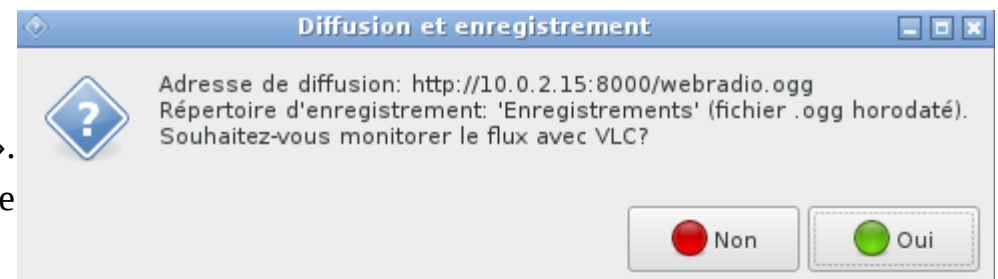 Diffusion et enregistrement
Adresse de diffusion: http://10.0.2.15:8000/webradio.ogg
Répertoire d'enregistrement: 'Enregistrements' (fichier .ogg horodaté).
Souhaitez-vous monitorer le flux avec VLC?
».
e
Non
Oui